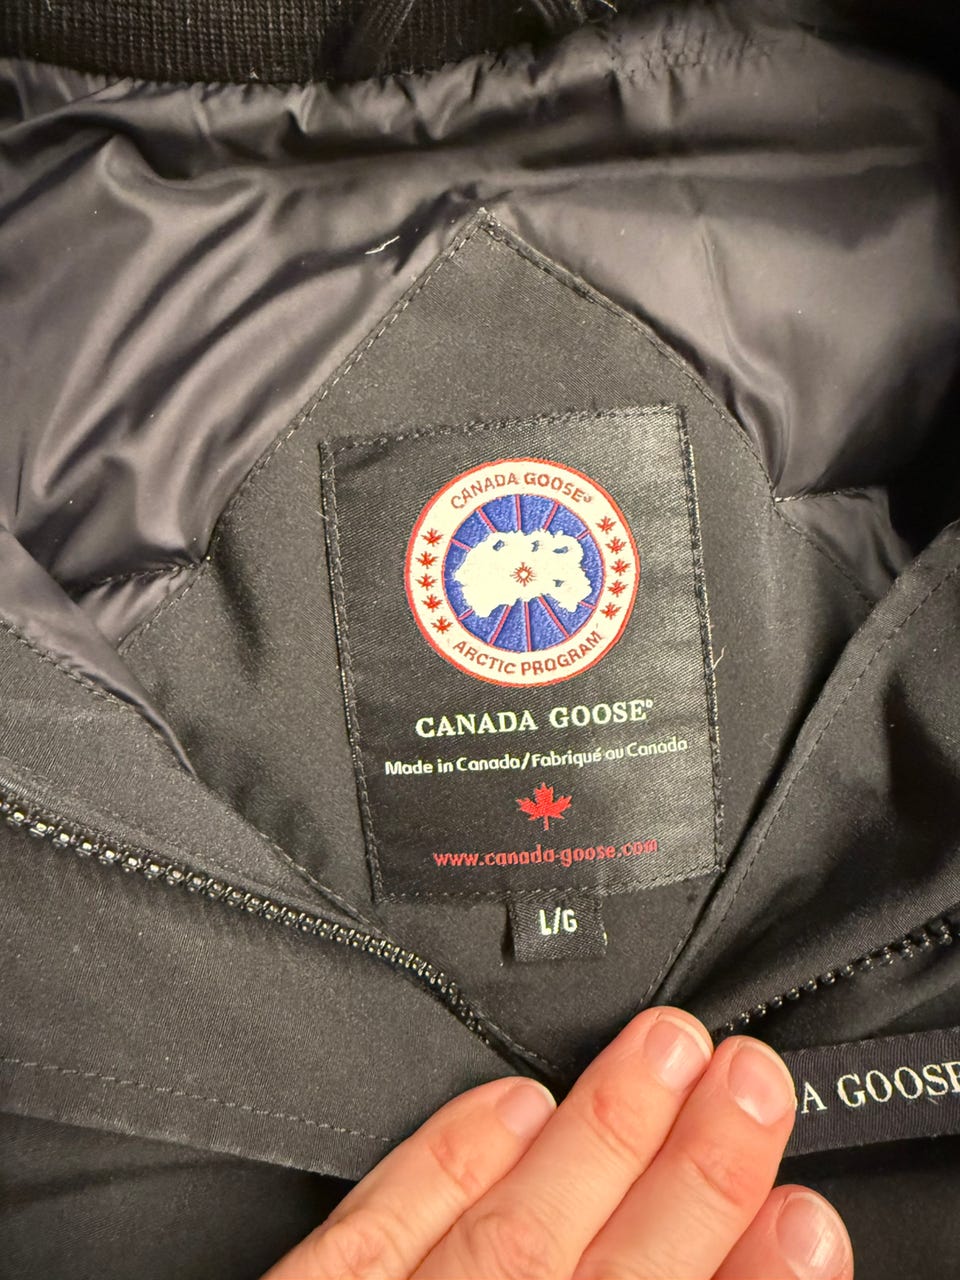 CANADA GOOSE®
ARCTIC PROGRAM
CANADA GOOSE®
Made in Canada/Fabriqué au Canada
www.canada-goose.com
L/G
DA GOOSE